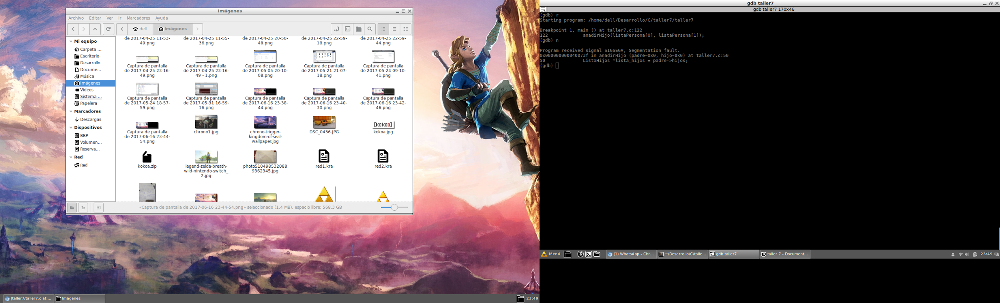 Imágenes
Archivo Editar Ver Ir Marcadores Ayuda
dell Imágenes
Mi equipo
Carpeta ...
Escritorio
Desarrollo
Docume...
Música
Imágenes
Vídeos
Sistema ...
Papelera
Marcadores
Descargas
Dispositivos
BBP
Volumen...
Reserva...
Red
Red
de 2017-04-25 11-53-
49.png
de 2017-04-25 11-55-
36.png
de 2017-04-25 20-50-
48.png
de 2017-04-25 22-59-
18.png
de 2017-04-25 22-59-
44.png
Captura de pantalla
de 2017-04-25 23-16-
49.png
Captura de pantalla
de 2017-04-25 23-16-
49 - 1.png
Captura de pantalla
de 2017-05-05 20-10-
08.png
Captura de pantalla
de 2017-05-21 21-07-
18.png
Captura de pantalla
de 2017-05-24 09-10-
41.png
Captura de pantalla
de 2017-05-24 18-57-
59.png
Captura de pantalla
de 2017-05-31 16-59-
16.png
Captura de pantalla
de 2017-06-16 23-38-
44.png
Captura de pantalla
de 2017-06-16 23-40-
30.png
Captura de pantalla
de 2017-06-16 23-42-
46.png
Captura de pantalla
de 2017-06-16 23-44-
54.png
chrono1.jpg
chrono-trigger-
kingdom-of-seal-
wallpaper.jpg
DSC_0436.JPG
[kokoa]
kokoa.jpg
kokoa.zip
legend-zelda-breath-
wild-nintendo-switch_
2.jpg
photo510498532088
9362345.jpg
red1.kra
red2.kra
«Captura de pantalla de 2017-06-16 23-44-54.png» seleccionado (1,4 MB), espacio libre: 568,3 GB
[taller7/taller7.c at ...
Imágenes
23:49
gdb taller7
gdb taller7 170x46
(gdb) r
Starting program: /home/dell/Desarrollo/C/taller7/taller7
Breakpoint 1, main () at taller7.c:122
122 anadirHijo(listaPersona[0], listaPersona[1]);
(gdb) n
Program received signal SIGSEGV, Segmentation fault.
0x000000000040073f in anadirHijo (padre=0x0, hijo=0x0) at taller7.c:50
50 ListaHijos *lista_hijos = padre->hijos;
(gdb)
Menú
(1) WhatsApp - Chr...
~/Desarrollo/C/talle...
gdb taller7
taller 7 - Document...
23:49